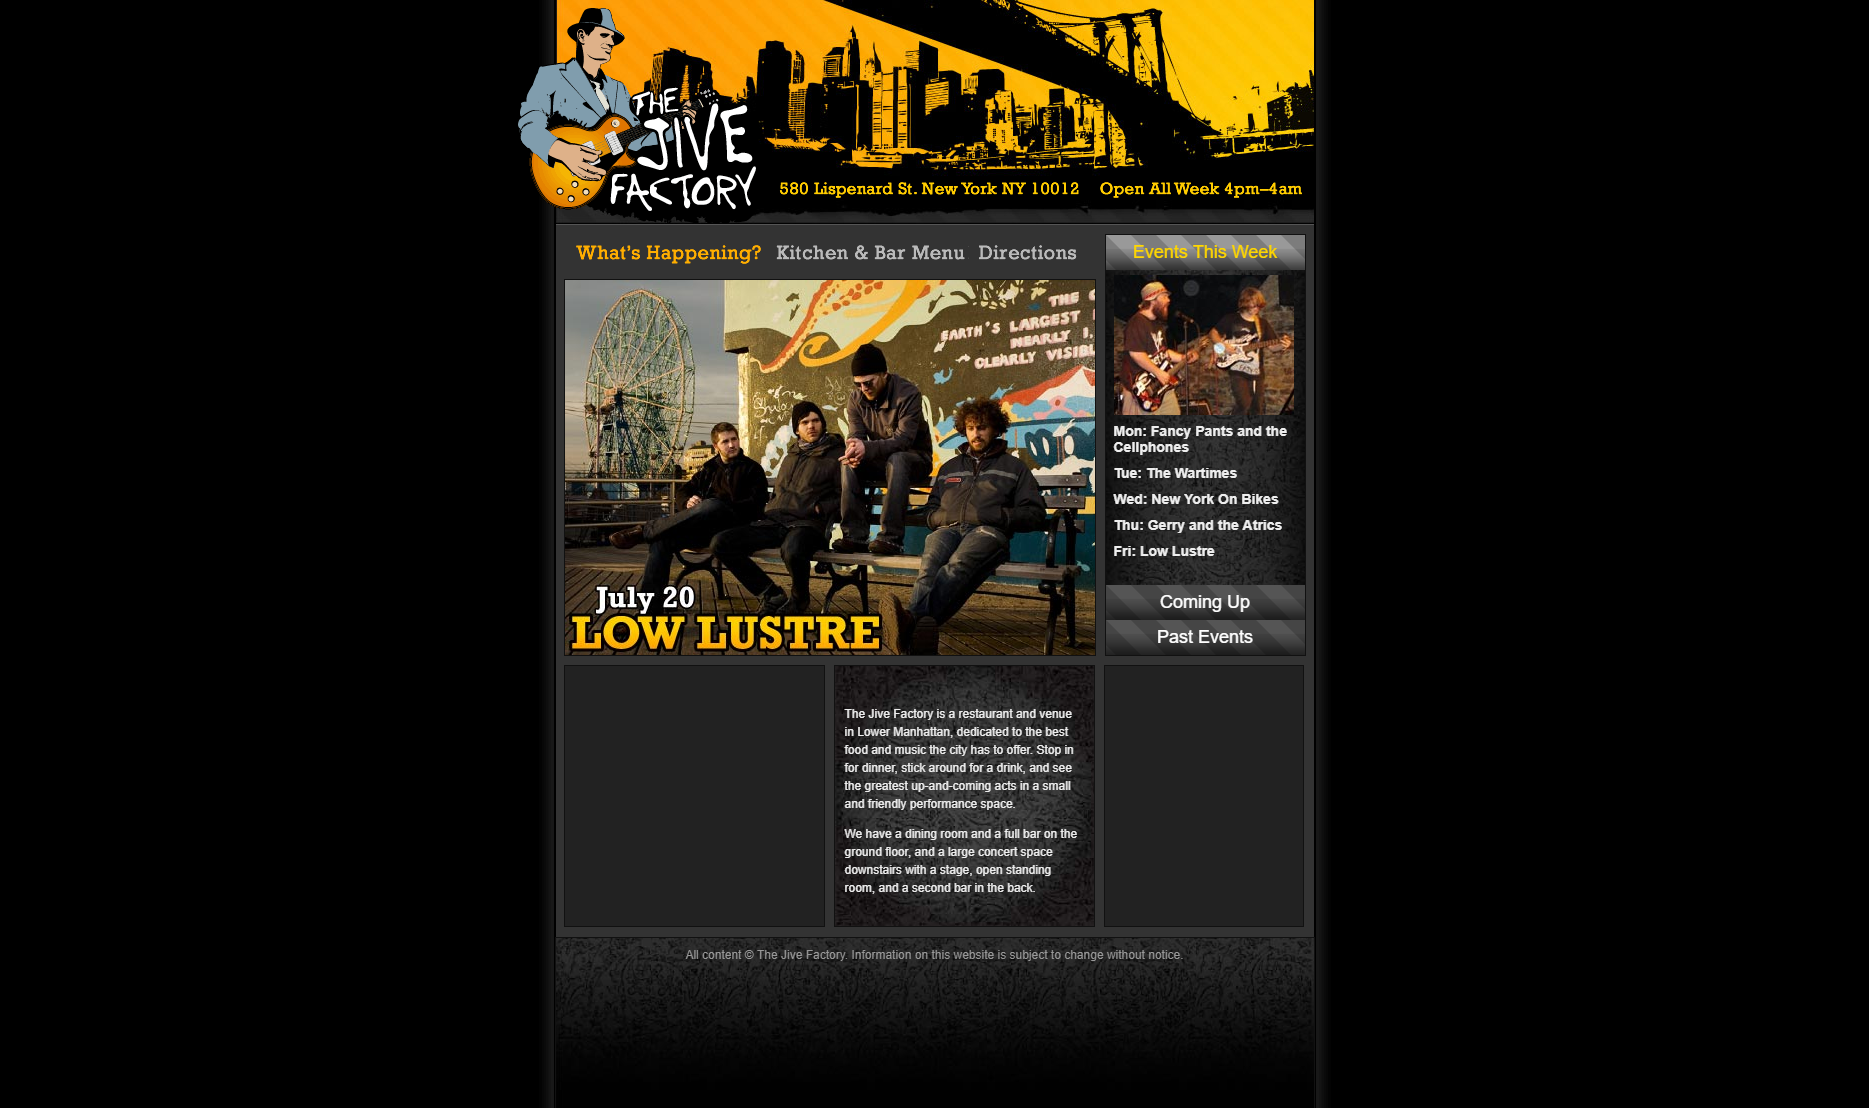 THE
JIVE
FACTORY
580 Lispenard St. New York NY 10012 Open All Week 4pm–4am
What's Happening? Kitchen & Bar Menu Directions
Events This Week
THE
EARTH'S LARGEST
NEARLY 1,
CLEARLY VISIBL
July 20
LOW LUSTRE
Mon: Fancy Pants and the
Cellphones
Tue: The Wartimes
Wed: New York On Bikes
Thu: Gerry and the Atrics
Fri: Low Lustre
Coming Up
Past Events
The Jive Factory is a restaurant and venue
in Lower Manhattan, dedicated to the best
food and music the city has to offer. Stop in
for dinner, stick around for a drink, and see
the greatest up-and-coming acts in a small
and friendly performance space.
We have a dining room and a full bar on the
ground floor, and a large concert space
downstairs with a stage, open standing
room, and a second bar in the back.
All content © The Jive Factory. Information on this website is subject to change without notice.